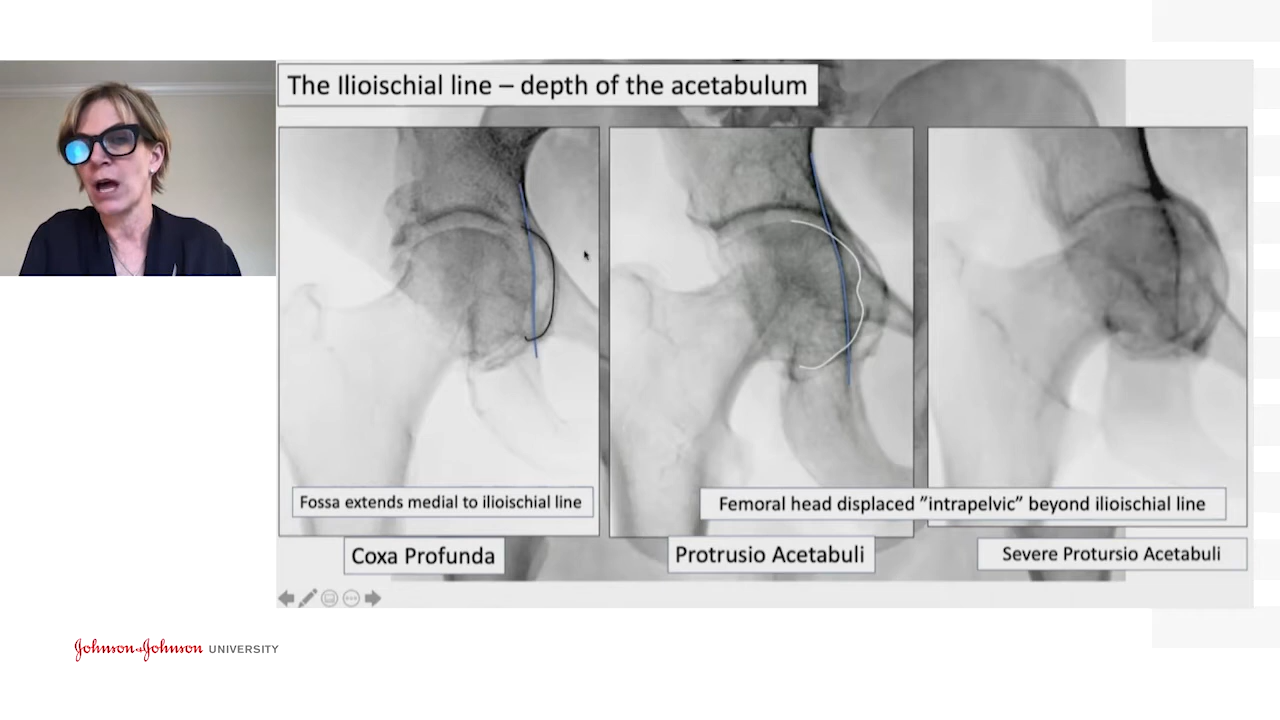 The Ilioischial line – depth of the acetabulum
Fossa extends medial to ilioischial line
Femoral head displaced ”intrapelvic” beyond ilioischial line
Coxa Profunda
Protrusio Acetabuli
Severe Protursio Acetabuli
Johnson&Johnson UNIVERSITY